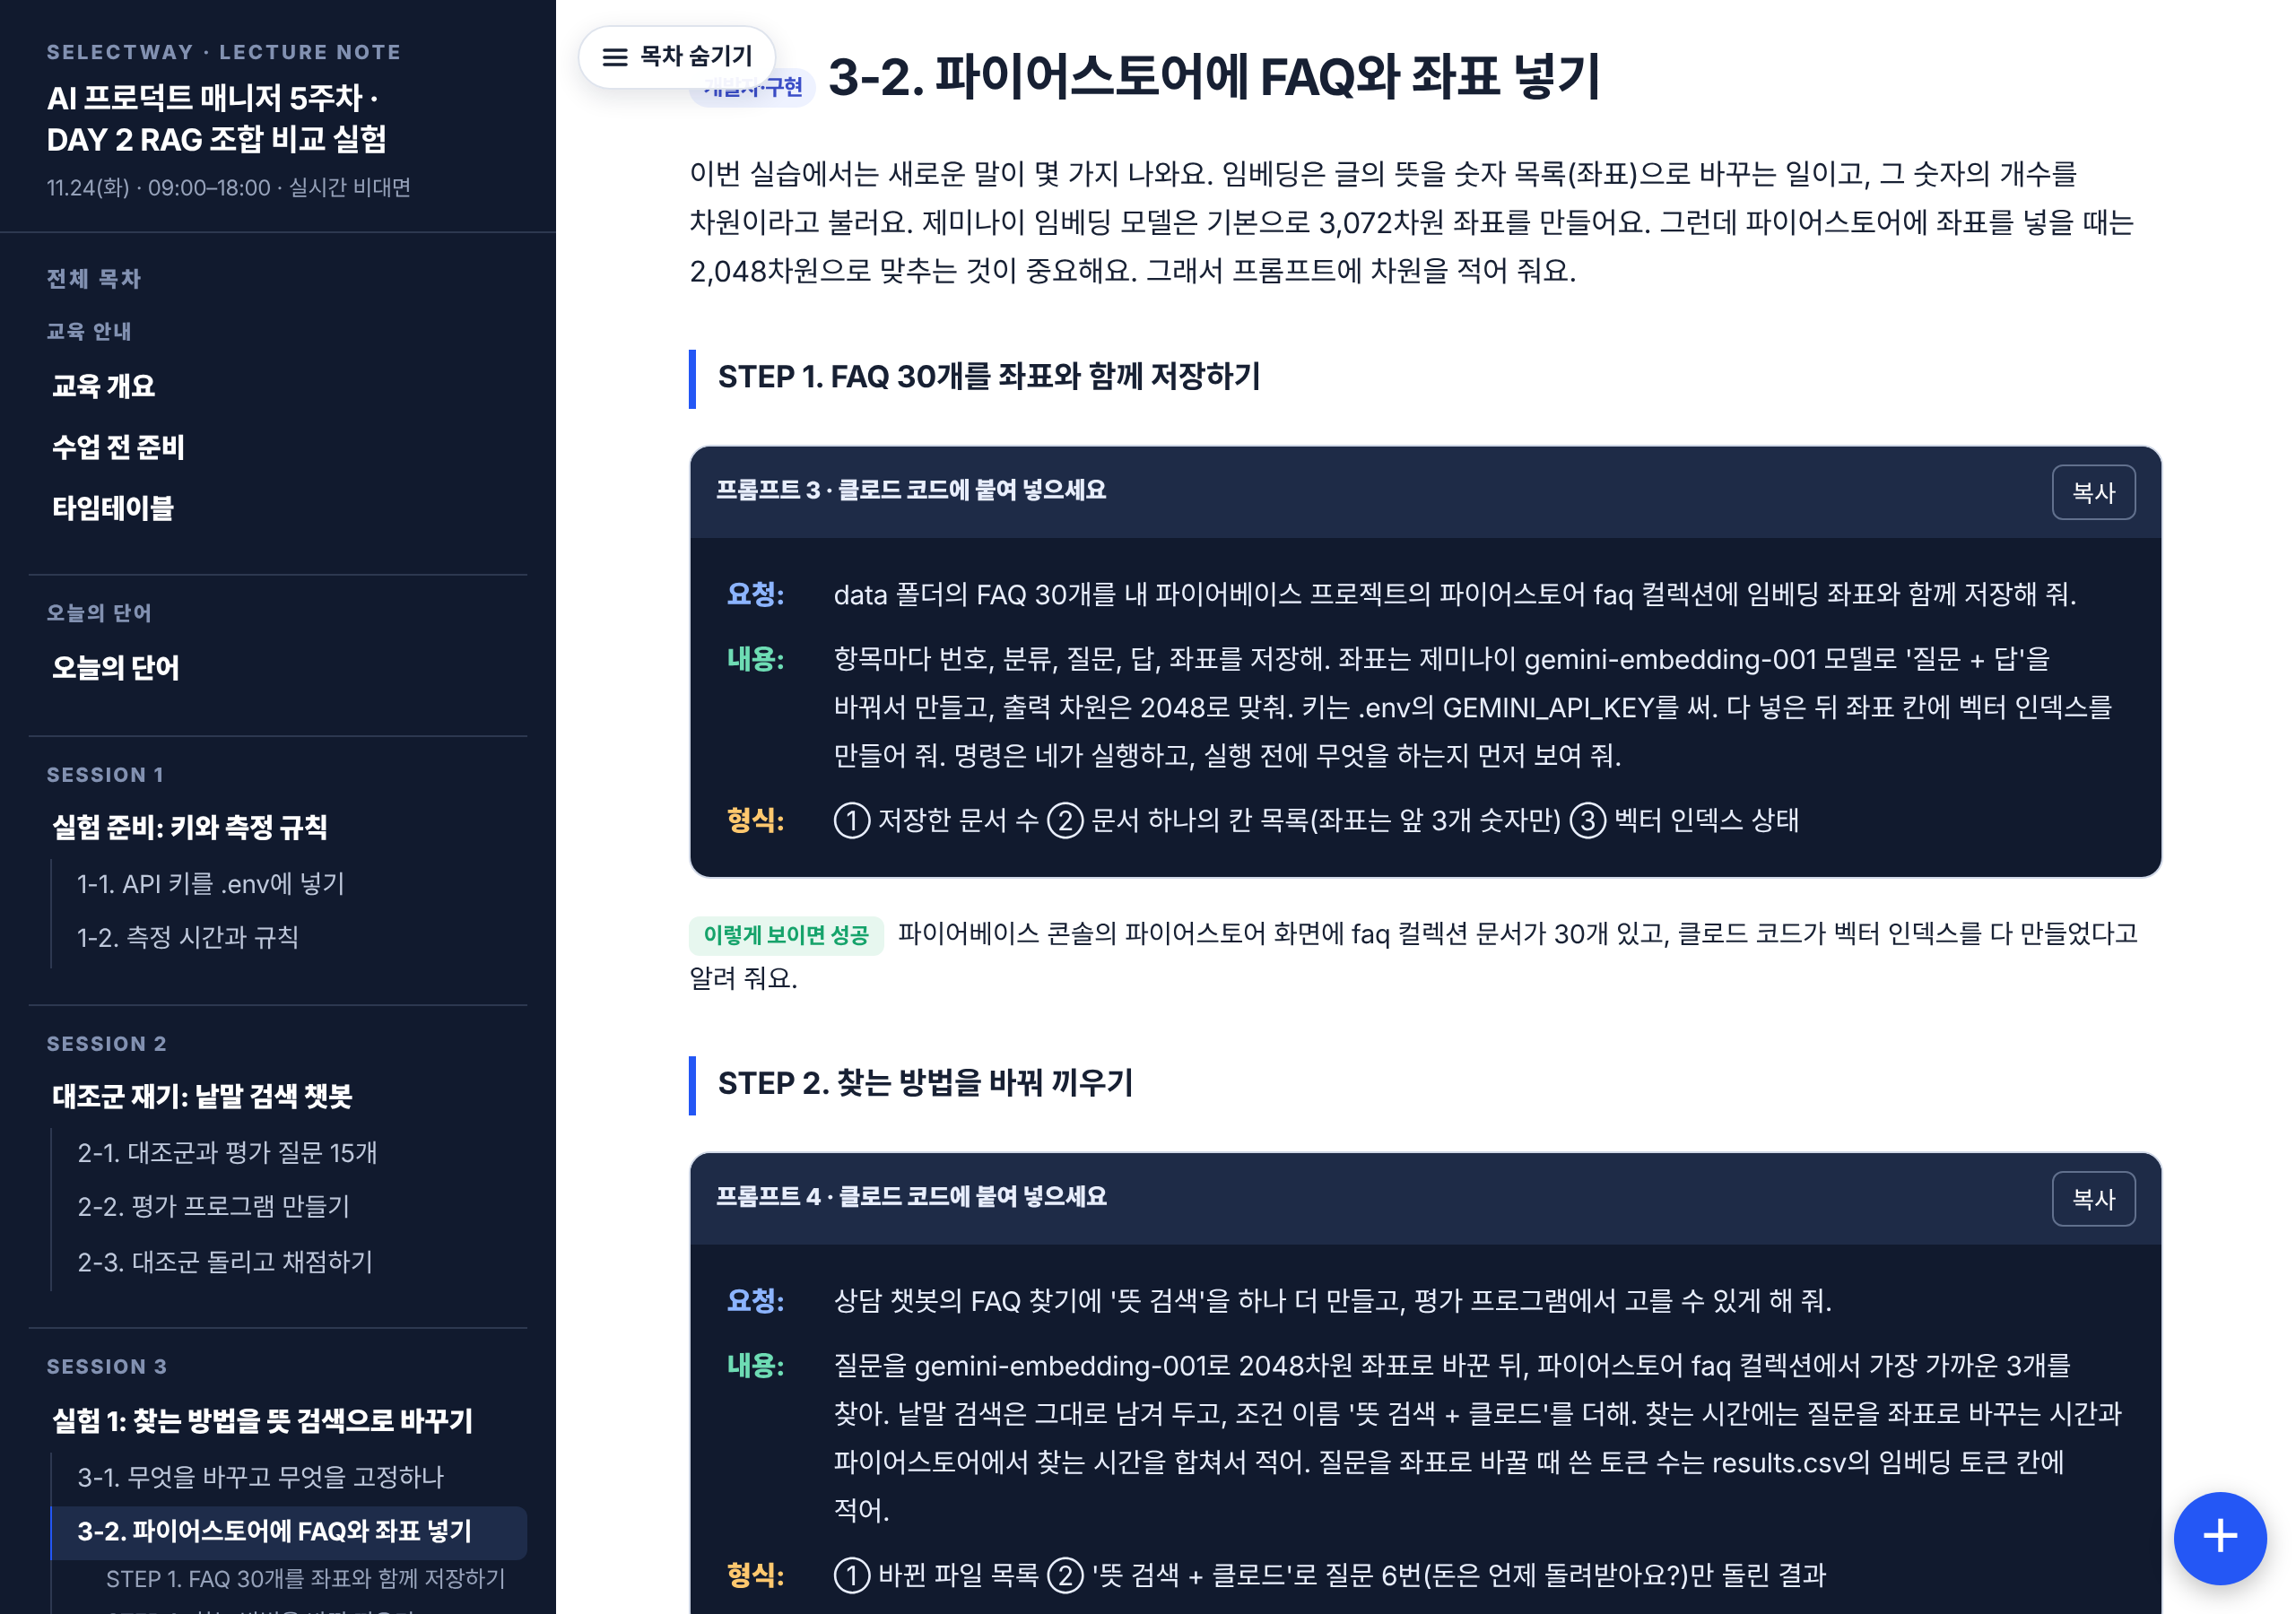 SELECTWAY · LECTURE NOTE
AI 프로덕트 매니저 5주차 ·
DAY 2 RAG 조합 비교 실험
11.24(화) · 09:00–18:00 · 실시간 비대면
전체 목차
교육 안내
교육 개요
수업 전 준비
타임테이블
오늘의 단어
오늘의 단어
SESSION 1
실험 준비: 키와 측정 규칙
1-1. API 키를 .env에 넣기
1-2. 측정 시간과 규칙
SESSION 2
대조군 재기: 낱말 검색 챗봇
2-1. 대조군과 평가 질문 15개
2-2. 평가 프로그램 만들기
2-3. 대조군 돌리고 채점하기
SESSION 3
실험 1: 찾는 방법을 뜻 검색으로 바꾸기
3-1. 무엇을 바꾸고 무엇을 고정하나
3-2. 파이어스토어에 FAQ와 좌표 넣기
STEP 1. FAQ 30개를 좌표와 함께 저장하기
목차 숨기기
개발자·구현 3-2. 파이어스토어에 FAQ와 좌표 넣기
이번 실습에서는 새로운 말이 몇 가지 나와요. 임베딩은 글의 뜻을 숫자 목록(좌표)으로 바꾸는 일이고, 그 숫자의 개수를
차원이라고 불러요. 제미나이 임베딩 모델은 기본으로 3,072차원 좌표를 만들어요. 그런데 파이어스토어에 좌표를 넣을 때는
2,048차원으로 맞추는 것이 중요해요. 그래서 프롬프트에 차원을 적어 줘요.
STEP 1. FAQ 30개를 좌표와 함께 저장하기
프롬프트 3 · 클로드 코드에 붙여 넣으세요
복사
요청: data 폴더의 FAQ 30개를 내 파이어베이스 프로젝트의 파이어스토어 faq 컬렉션에 임베딩 좌표와 함께 저장해 줘.
내용: 항목마다 번호, 분류, 질문, 답, 좌표를 저장해. 좌표는 제미나이 gemini-embedding-001 모델로 '질문 + 답'을
바꿔서 만들고, 출력 차원은 2048로 맞춰. 키는 .env의 GEMINI_API_KEY를 써. 다 넣은 뒤 좌표 칸에 벡터 인덱스를
만들어 줘. 명령은 네가 실행하고, 실행 전에 무엇을 하는지 먼저 보여 줘.
형식: ① 저장한 문서 수 ② 문서 하나의 칸 목록(좌표는 앞 3개 숫자만) ③ 벡터 인덱스 상태
이렇게 보이면 성공 파이어베이스 콘솔의 파이어스토어 화면에 faq 컬렉션 문서가 30개 있고, 클로드 코드가 벡터 인덱스를 다 만들었다고
알려 줘요.
STEP 2. 찾는 방법을 바꿔 끼우기
프롬프트 4 · 클로드 코드에 붙여 넣으세요
복사
요청: 상담 챗봇의 FAQ 찾기에 '뜻 검색'을 하나 더 만들고, 평가 프로그램에서 고를 수 있게 해 줘.
내용: 질문을 gemini-embedding-001로 2048차원 좌표로 바꾼 뒤, 파이어스토어 faq 컬렉션에서 가장 가까운 3개를
찾아. 낱말 검색은 그대로 남겨 두고, 조건 이름 '뜻 검색 + 클로드'를 더해. 찾는 시간에는 질문을 좌표로 바꾸는 시간과
파이어스토어에서 찾는 시간을 합쳐서 적어. 질문을 좌표로 바꿀 때 쓴 토큰 수는 results.csv의 임베딩 토큰 칸에
적어.
형식: ① 바뀐 파일 목록 ② '뜻 검색 + 클로드'로 질문 6번(돈은 언제 돌려받아요?)만 돌린 결과